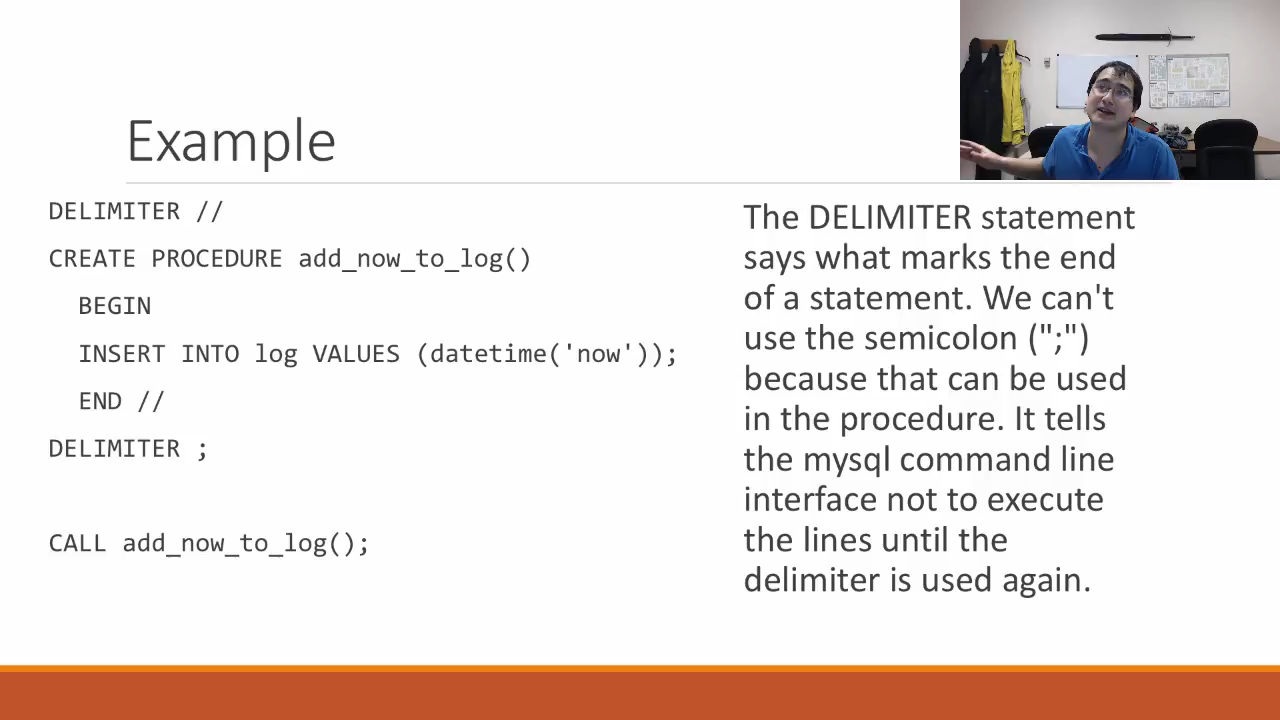 Example
DELIMITER //
CREATE PROCEDURE add_now_to_log()
BEGIN
INSERT INTO log VALUES (datetime('now'));
END //
DELIMITER ;
CALL add_now_to_log();
The DELIMITER statement
says what marks the end
of a statement. We can't
use the semicolon (";")
because that can be used
in the procedure. It tells
the mysql command line
interface not to execute
the lines until the
delimiter is used again.